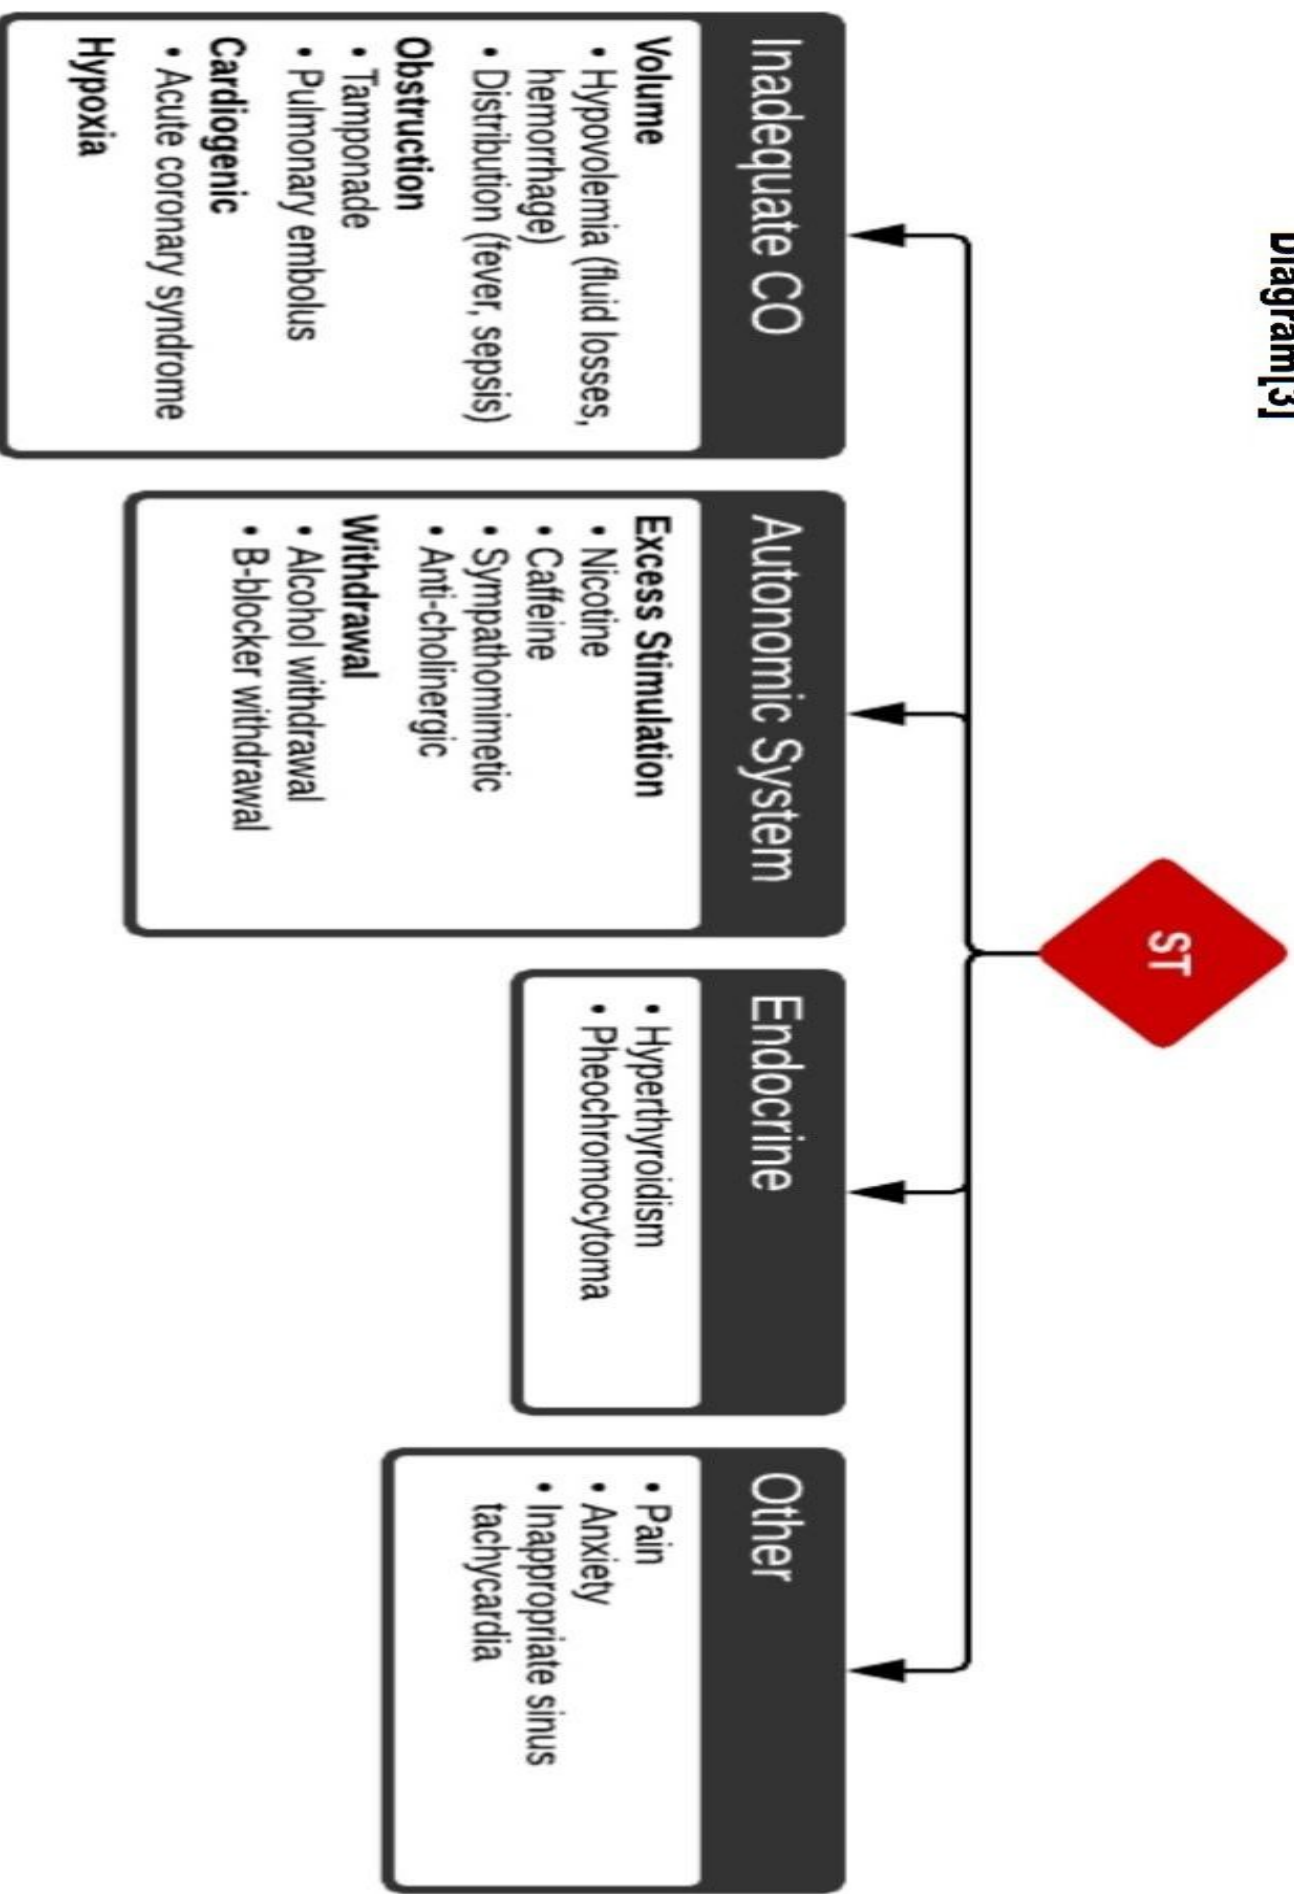 Diagram[3]
ST
Inadequate CO
Volume
• Hypovolemia (fluid losses,
hemorrhage)
• Distribution (fever, sepsis)
Obstruction
• Tamponade
• Pulmonary embolus
Cardiogenic
• Acute coronary syndrome
Hypoxia
Autonomic System
Excess Stimulation
• Nicotine
• Caffeine
• Sympathomimetic
• Anti-cholinergic
Withdrawal
• Alcohol withdrawal
• B-blocker withdrawal
Endocrine
• Hyperthyroidism
• Pheochromocytoma
Other
• Pain
• Anxiety
• Inappropriate sinus
tachycardia